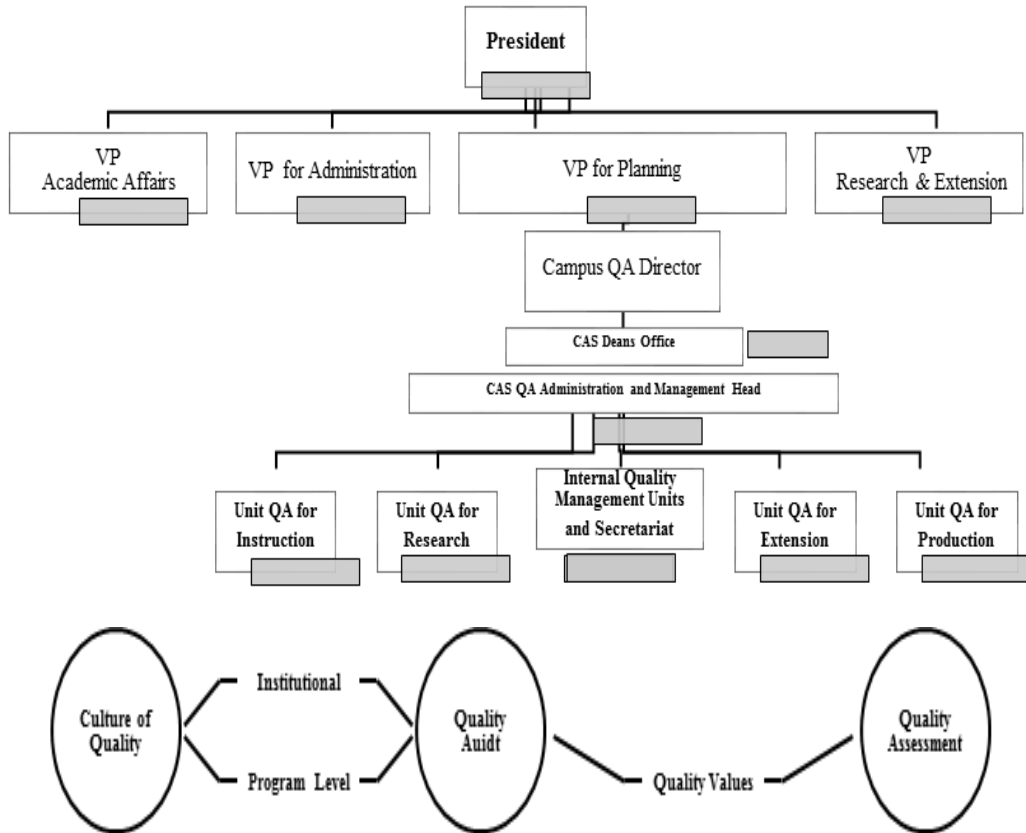 President
VP
Academic Affairs
VP for Administration
VP for Planning
VP
Research & Extension
Campus QA Director
CAS Deans Office
CAS QA Administration and Management Head
Unit QA for
Instruction
Unit QA for
Research
Internal Quality
Management Units
and Secretariat
Unit QA for
Extension
Unit QA for
Production
Culture of
Quality
Institutional
Program Level
Quality
Auidt
Quality Values
Quality
Assessment